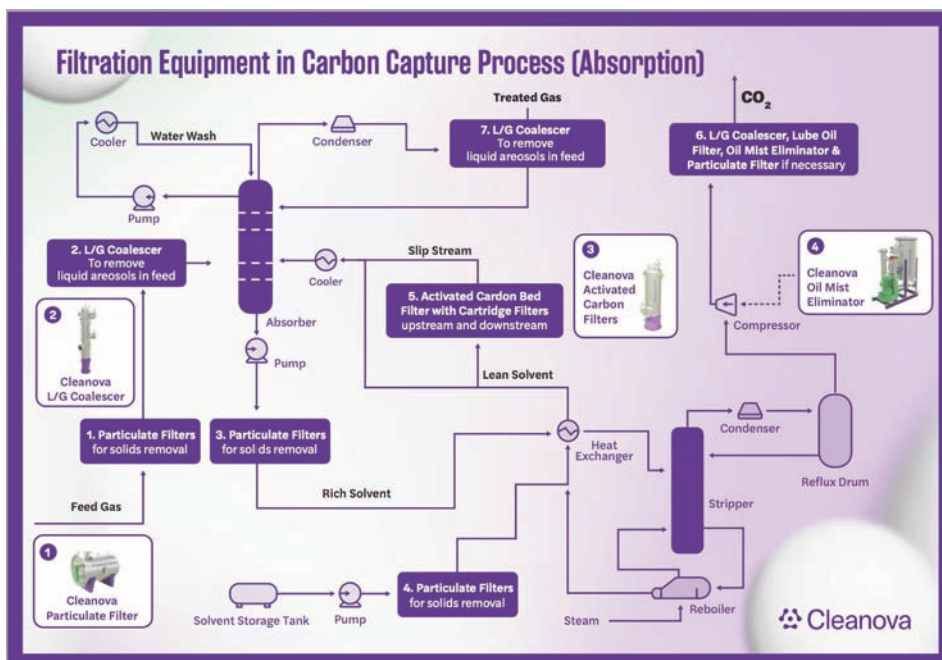 Filtration Equipment in Carbon Capture Process (Absorption)
Cooler
Water Wash
Pump
Condenser
Treated Gas
7. L/G Coalescer
To remove
liquid areosols in feed
CO2
6. L/G Coalescer, Lube Oil
Filter, Oil Mist Eliminator &
Particulate Filter if necessary
2. L/G Coalescer
To remove
liquid areosols in feed
2
Cleanova
L/G Coalescer
Absorber
Pump
Cooler
Slip Stream
5. Activated Cardon Bed
Filter with Cartridge Filters
upstream and downstream
Lean Solvent
3
Cleanova
Activated
Carbon
Filters
4
Cleanova
Oil Mist
Eliminator
Compressor
1. Particulate Filters
for solids removal
3. Particulate Filters
for sol ds removal
Heat
Exchanger
Condenser
Reflux Drum
Stripper
Feed Gas
Rich Solvent
1
Cleanova
Particulate Filter
Solvent Storage Tank
Pump
4. Particulate Filters
for solids removal
Steam
Reboiler
Cleanova